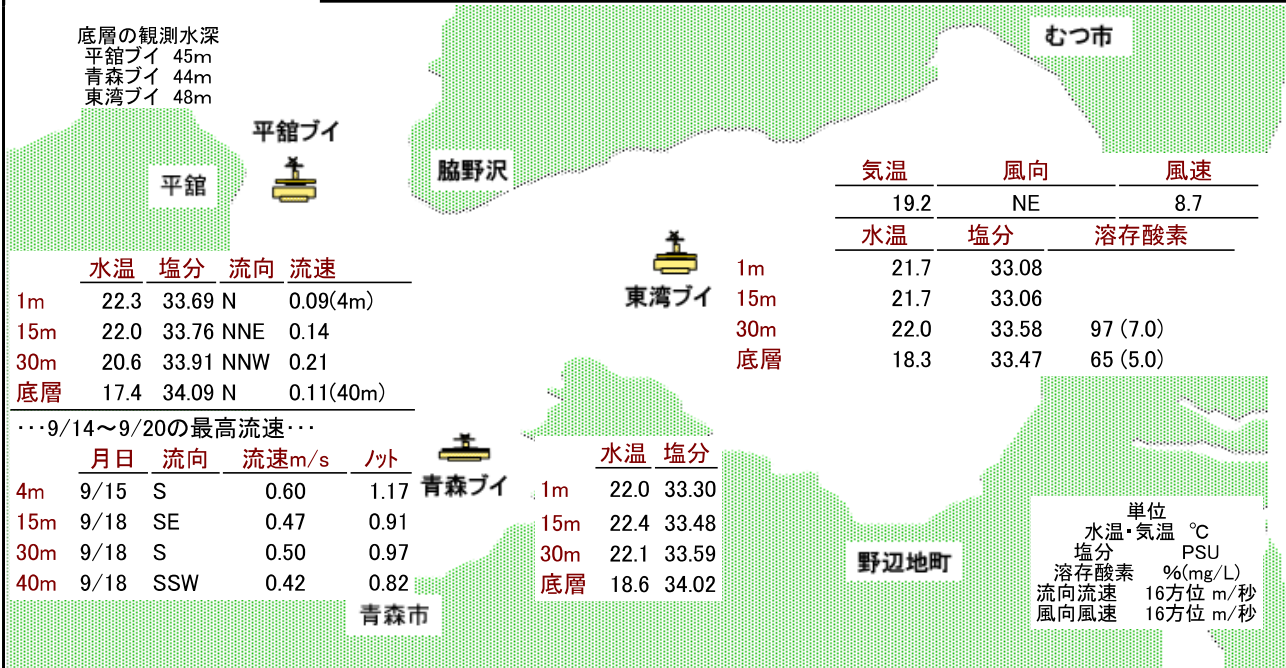 底層の観測水深
平舘ブイ 45m
青森ブイ 44m
東湾ブイ 48m
むつ市
平舘ブイ
脇野沢
平舘
気温 風向 風速
19.2 NE 8.7
水温 塩分 溶存酸素
1m 21.7 33.08
15m 21.7 33.06
30m 22.0 33.58 97 (7.0)
底層 18.3 33.47 65 (5.0)
東湾ブイ
水温 塩分 流向 流速
1m 22.3 33.69 N 0.09(4m)
15m 22.0 33.76 NNE 0.14
30m 20.6 33.91 NNW 0.21
底層 17.4 34.09 N 0.11(40m)
･･･9/14～9/20の最高流速･･･
月日 流向 流速m/s ﾉｯﾄ
4m 9/15 S 0.60 1.17
15m 9/18 SE 0.47 0.91
30m 9/18 S 0.50 0.97
40m 9/18 SSW 0.42 0.82
青森ブイ
水温 塩分
1m 22.0 33.30
15m 22.4 33.48
30m 22.1 33.59
底層 18.6 34.02
青森市
野辺地町
単位
水温・気温 ℃
塩分 PSU
溶存酸素 %(mg/L)
流向流速 16方位 m/秒
風向風速 16方位 m/秒